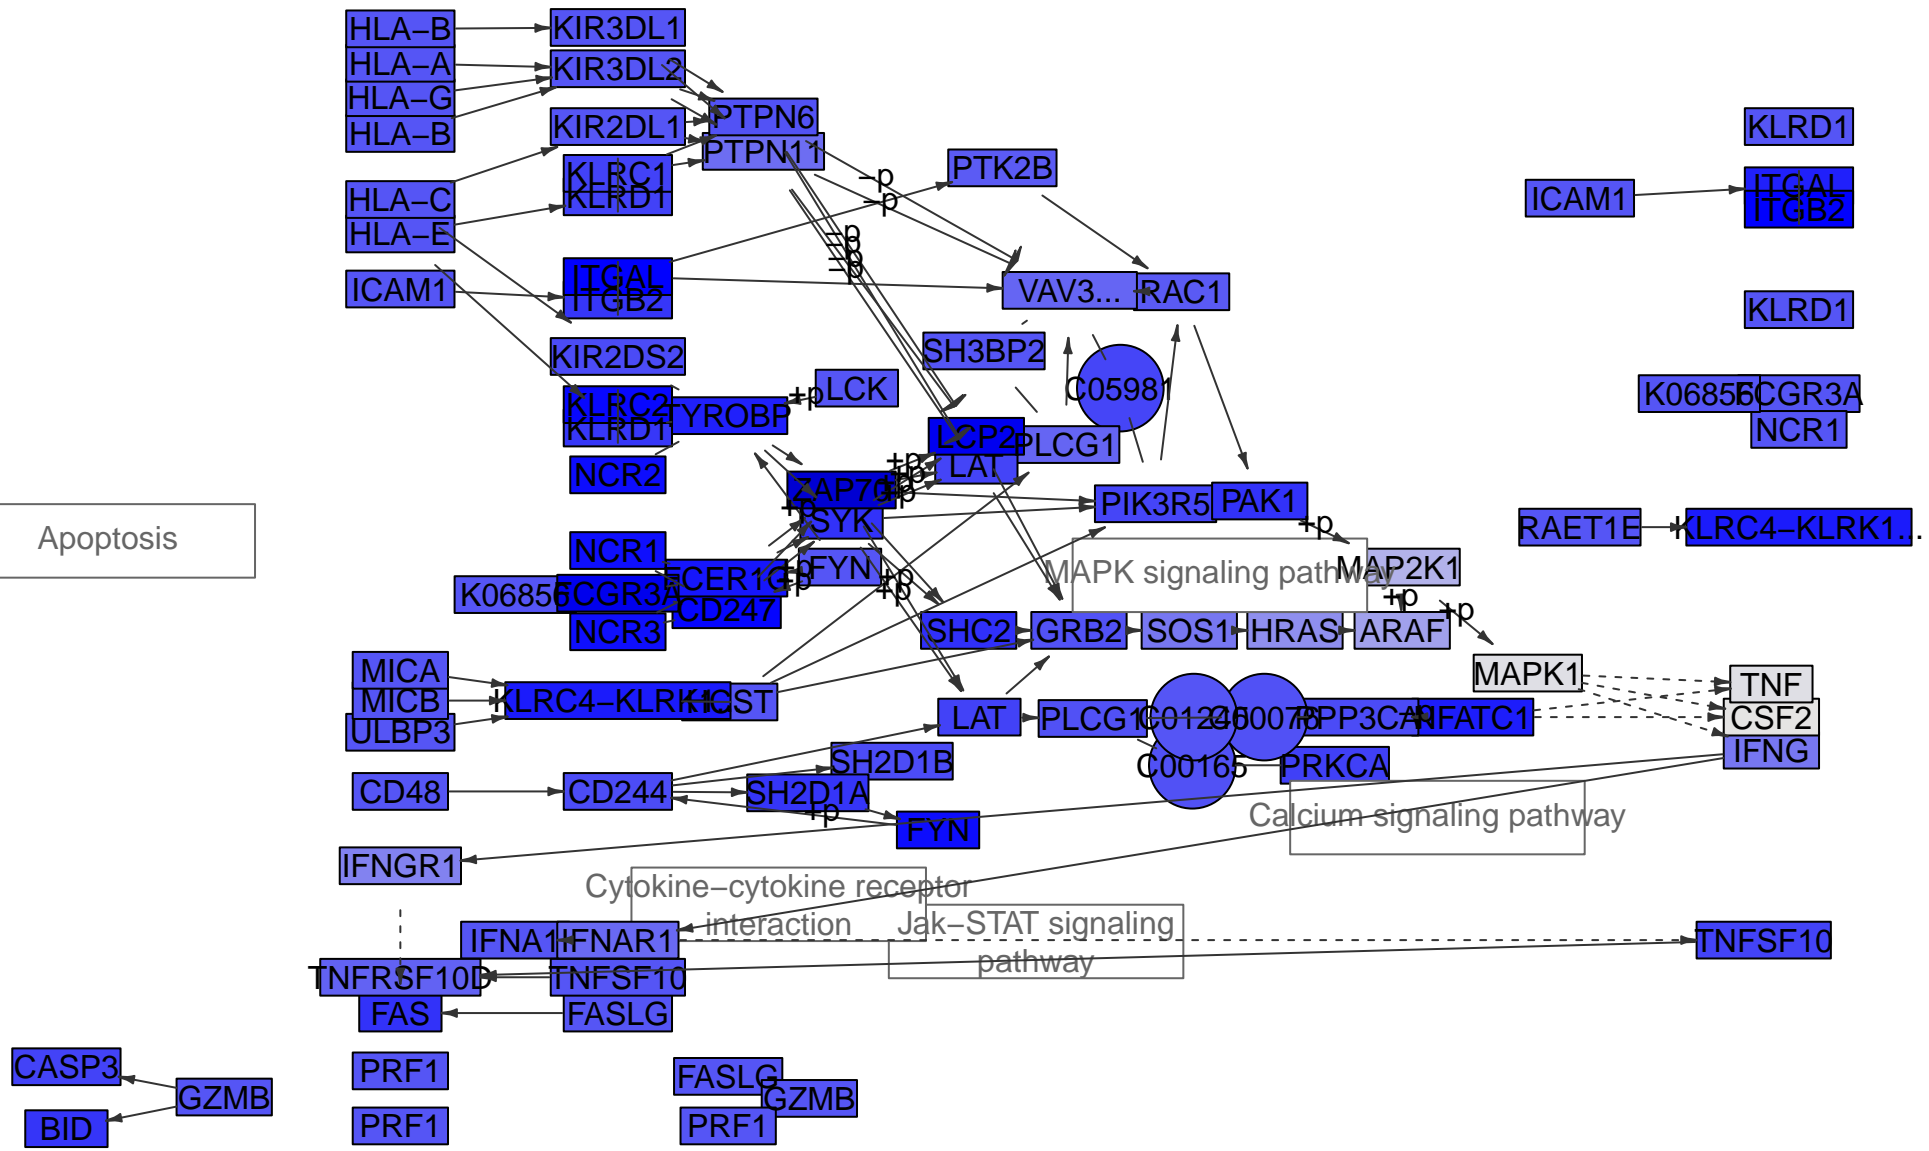 HLA−B
KIR3DL1
HLA−A
KIR3DL2
HLA−G
HLA−B
KIR2DL1
PTPN6
PTPN11
KLRC1
KLRD1
HLA−C
HLA−E
PTK2B
−p
−p
−p
−p
−p
−p
ICAM1
ITGAL
ITGB2
VAV3...
RAC1
KIR2DS2
SH3BP2
C05981
LCK
+p
KLRC2
KLRD1
TYROBP
LCP2
LAT
PLCG1
NCR2
ZAP70
SYK
+p
+p
+p
+p
+p
PIK3R5
PAK1
+p
NCR1
FCER1G
FYN
+p
+p
+p
+p
K06856
FCGR3A
CD247
NCR3
MAPK signaling pathway
MAP2K1
+p
+p
SHC2
GRB2
SOS1
HRAS
ARAF
MICA
MICB
ULBP3
KLRC4−KLRK1...
HCST
MAPK1
TNF
CSF2
IFNG
LAT
PLCG1
C01245
C00076
C00165
PPP3CA
NFATC1
PRKCA
CD48
CD244
SH2D1B
SH2D1A
+p
FYN
Calcium signaling pathway
IFNGR1
Cytokine−cytokine receptor
interaction
Jak−STAT signaling
pathway
IFNA1
IFNAR1
TNFSF10
TNFRSF10D
TNFSF10
FAS
FASLG
CASP3
GZMB
BID
PRF1
PRF1
FASLG
GZMB
PRF1
Apoptosis
KLRD1
ICAM1
ITGAL
ITGB2
KLRD1
K06856
FCGR3A
NCR1
RAET1E
KLRC4−KLRK1...